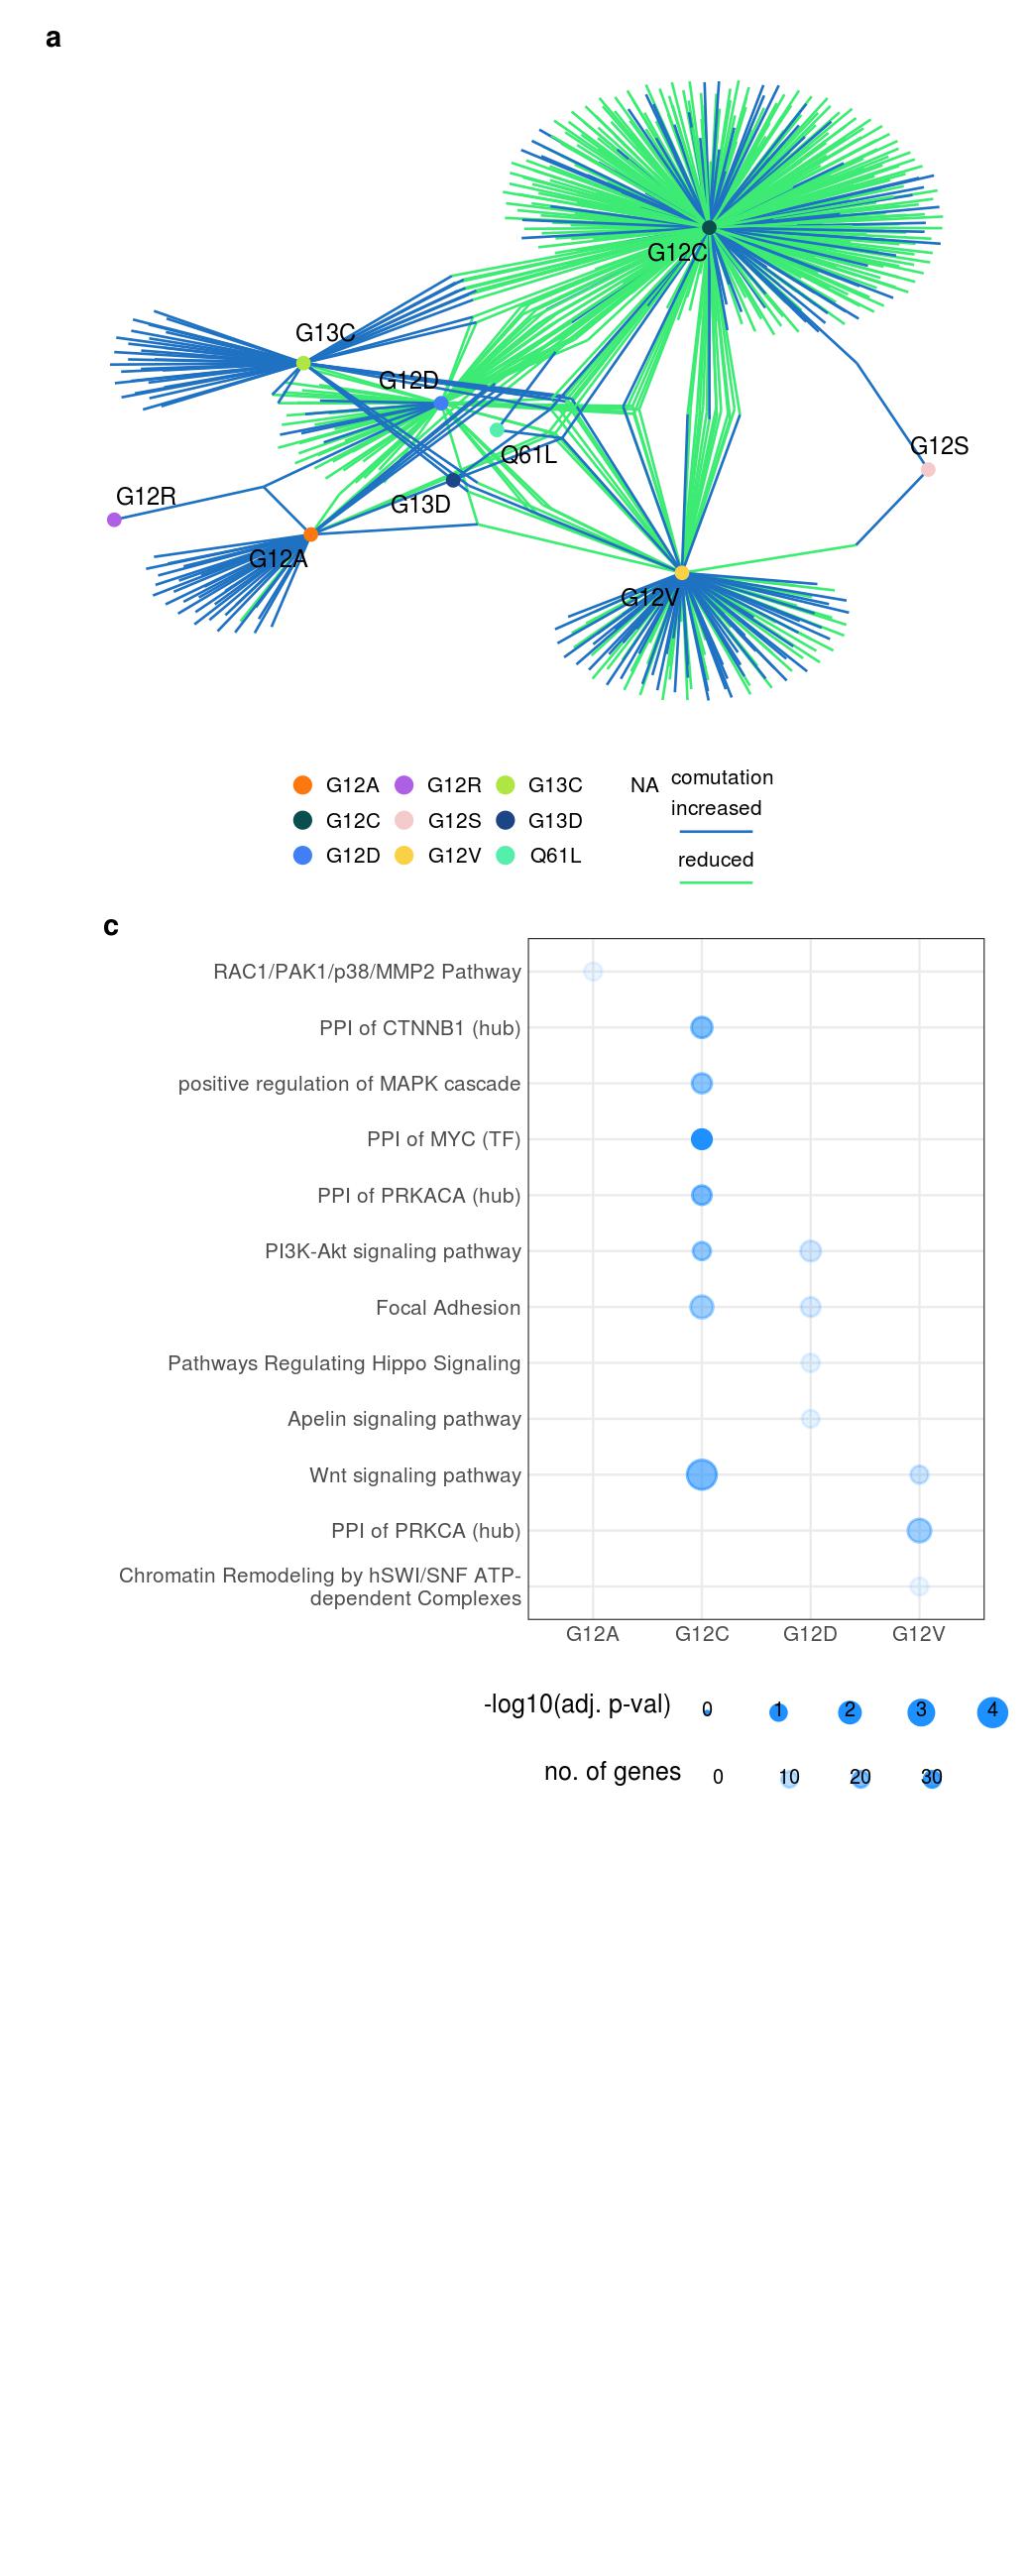 a
G12C
G13C
G12D
Q61L
G12S
G12R
G13D
G12A
G12V
G12A G12R G13C NA comutation
increased
G12C G12S G13D
G12D G12V Q61L reduced
c
RAC1/PAK1/p38/MMP2 Pathway
PPI of CTNNB1 (hub)
positive regulation of MAPK cascade
PPI of MYC (TF)
PPI of PRKACA (hub)
PI3K-Akt signaling pathway
Focal Adhesion
Pathways Regulating Hippo Signaling
Apelin signaling pathway
Wnt signaling pathway
PPI of PRKCA (hub)
Chromatin Remodeling by hSWI/SNF ATP-
dependent Complexes
G12A G12C G12D G12V
-log10(adj. p-val) 0 1 2 3 4
no. of genes 0 10 20 30